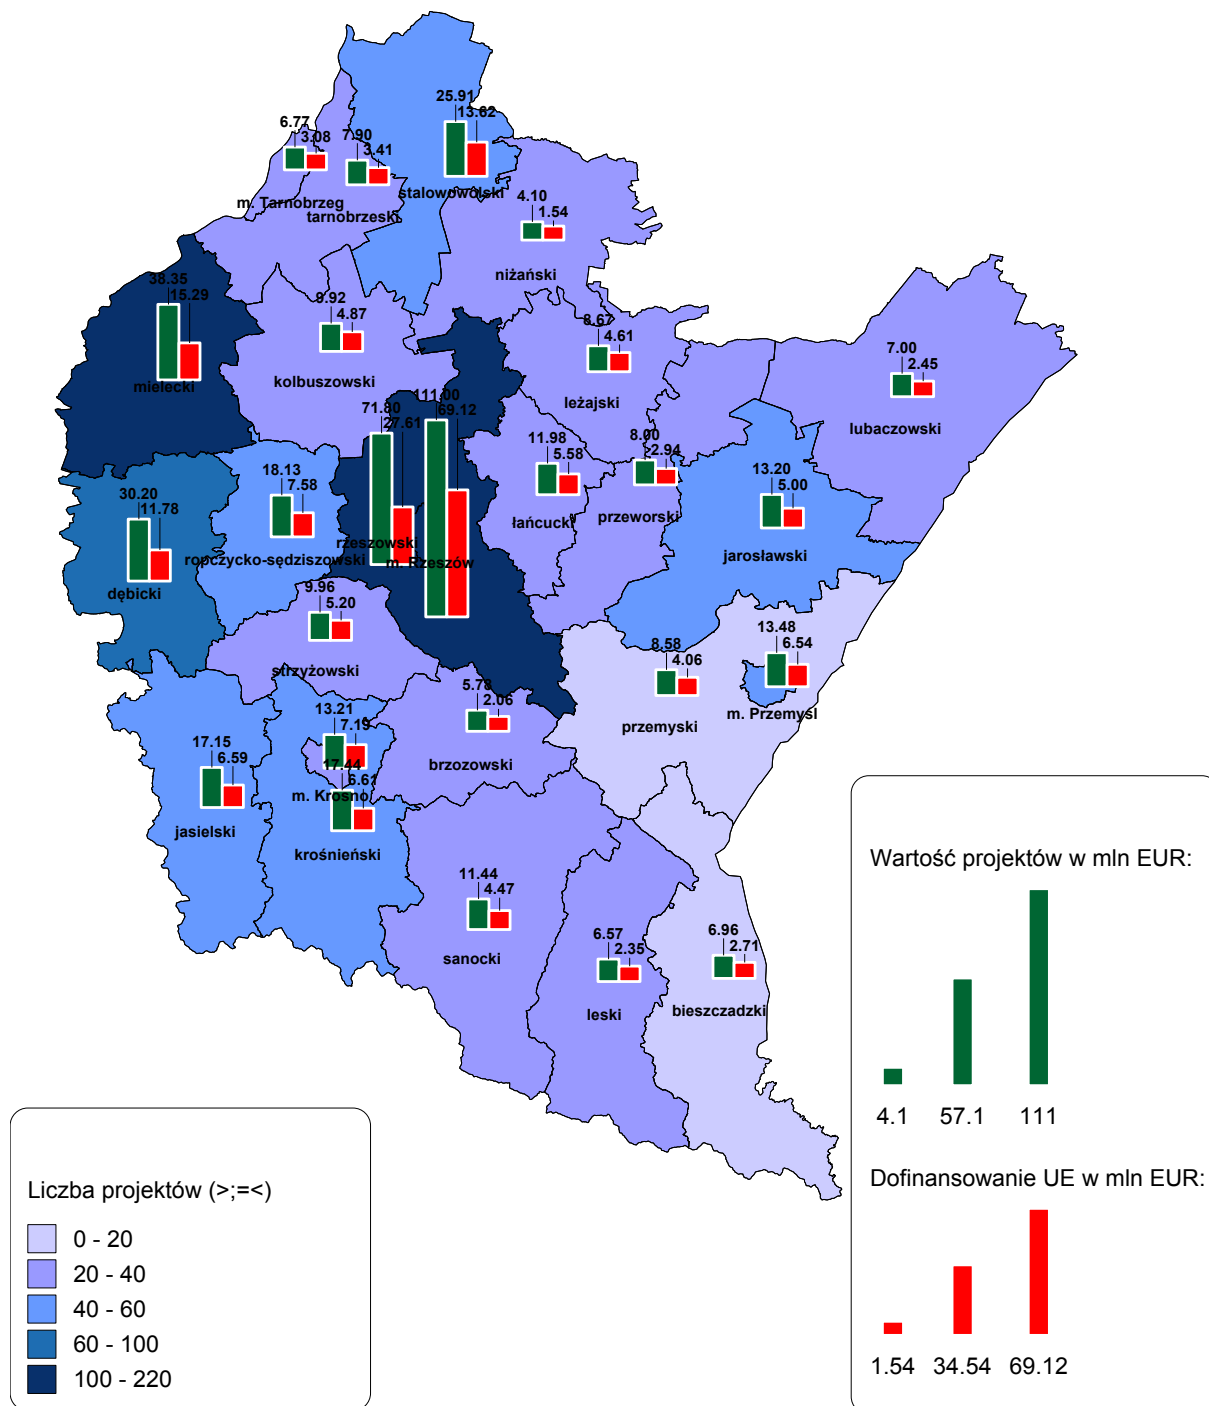 25.91
13.62
stalowowolski
6.77
3.08
m. Tarnobrzeg
7.90
3.41
tarnobrzeski
4.10
1.54
niżański
38.35
15.29
mielecki
9.92
4.87
kolbuszowski
8.67
4.61
leżajski
7.00
2.45
lubaczowski
71.80
27.61
rzeszowski
111.00
69.12
m. Rzeszów
11.98
5.58
łańcucki
8.00
2.94
przeworski
13.20
5.00
jarosławski
30.20
11.78
dębicki
18.13
7.58
ropczycko-sędziszowski
9.96
5.20
strzyżowski
8.58
4.06
przemyski
13.48
6.54
m. Przemyśl
5.78
2.06
brzozowski
13.21
7.19
m. Krosno
17.44
6.61
krośnieński
17.15
6.59
jasielski
11.44
4.47
sanocki
6.57
2.35
leski
6.96
2.71
bieszczadzki
Wartość projektów w mln EUR:
4.1 57.1 111
Dofinansowanie UE w mln EUR:
1.54 34.54 69.12
Liczba projektów (>;=<)
0 - 20
20 - 40
40 - 60
60 - 100
100 - 220